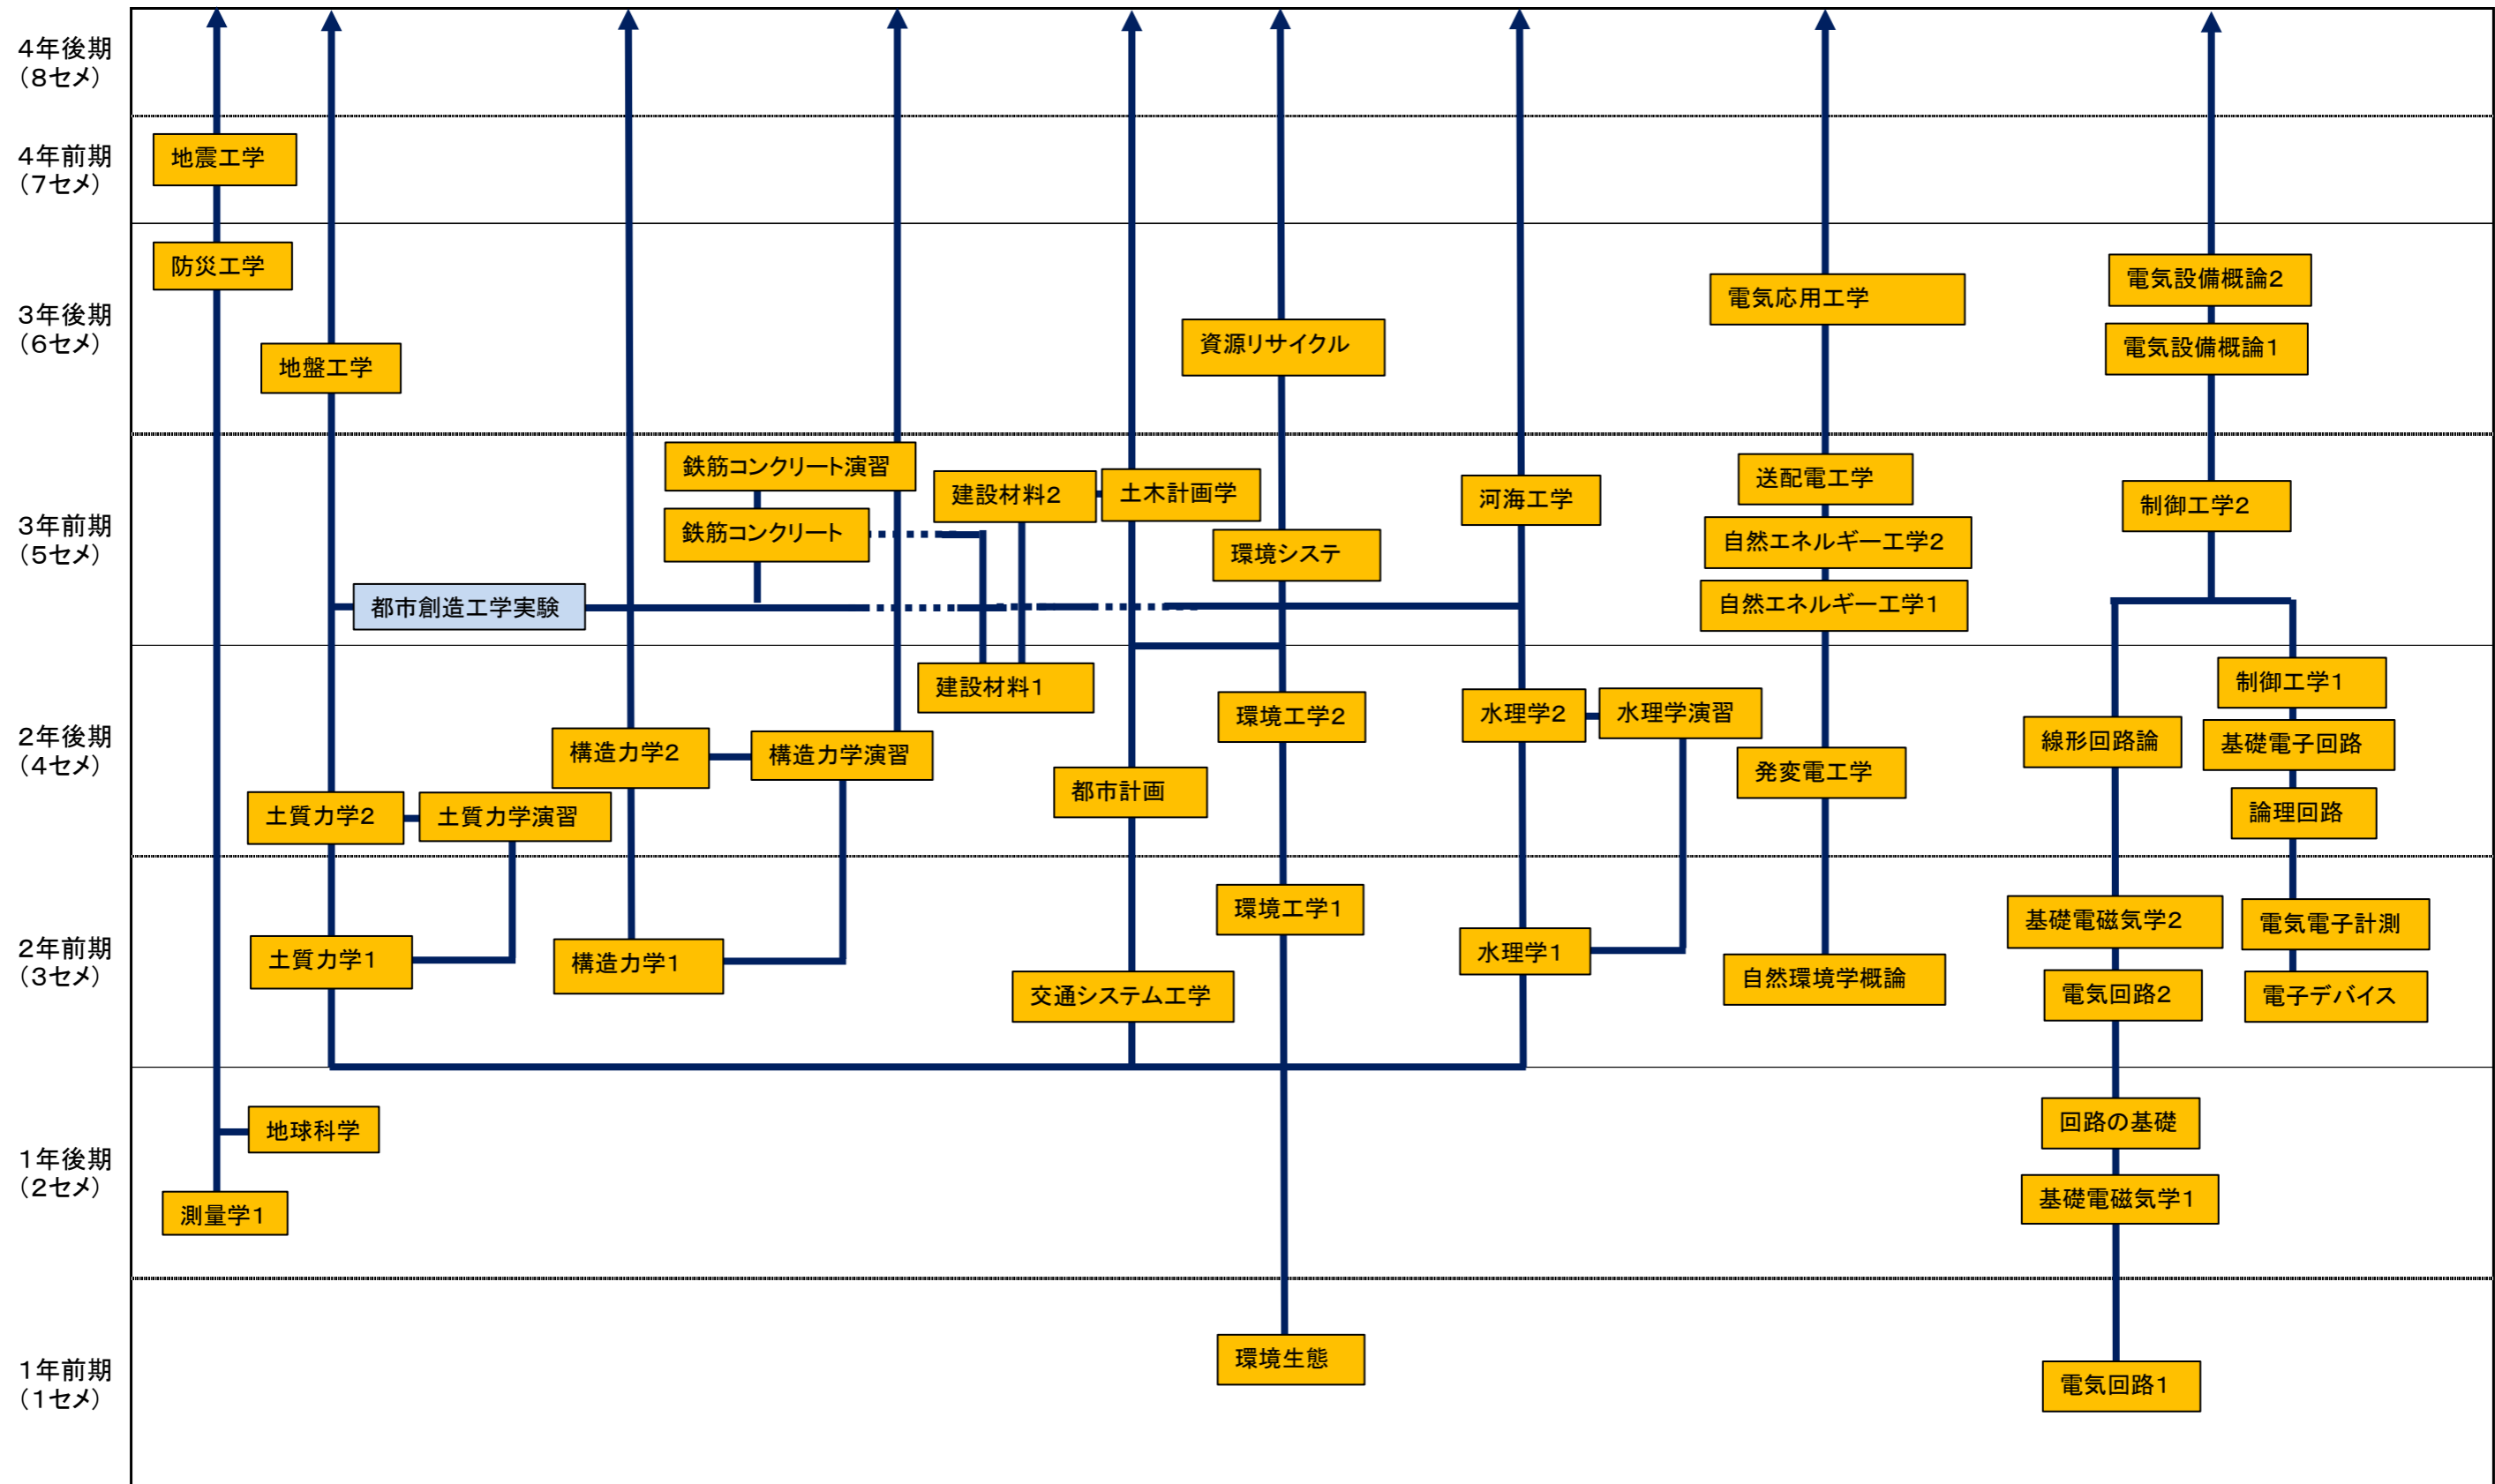 4年後期
(8セメ)
4年前期
(7セメ)
地震工学
3年後期
(6セメ)
防災工学
電気設備概論2
電気応用工学
資源リサイクル
電気設備概論1
地盤工学
3年前期
(5セメ)
鉄筋コンクリート演習
送配電工学
建設材料2
土木計画学
河海工学
制御工学2
鉄筋コンクリート
自然エネルギー工学2
環境システ
都市創造工学実験
自然エネルギー工学1
2年後期
(4セメ)
建設材料1
制御工学1
環境工学2
水理学2
水理学演習
線形回路論
基礎電子回路
構造力学2
構造力学演習
発変電工学
都市計画
土質力学2
土質力学演習
論理回路
2年前期
(3セメ)
環境工学1
基礎電磁気学2
電気電子計測
土質力学1
構造力学1
水理学1
自然環境学概論
交通システム工学
電気回路2
電子デバイス
1年後期
(2セメ)
地球科学
回路の基礎
測量学1
基礎電磁気学1
1年前期
(1セメ)
環境生態
電気回路1